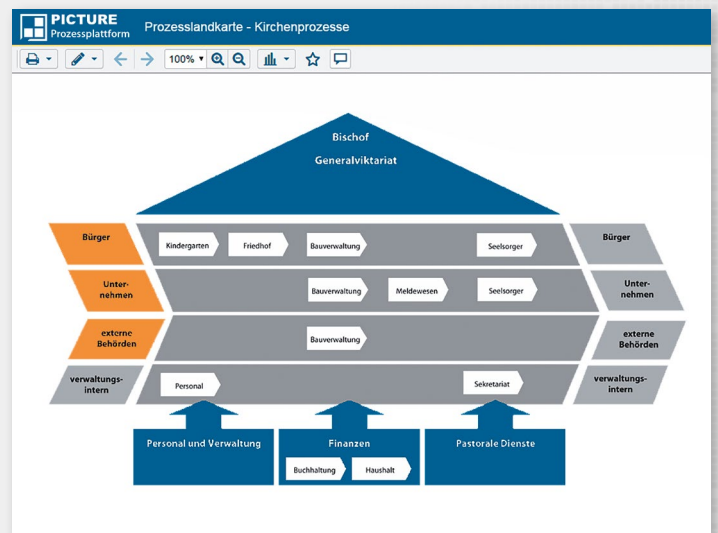 PICTURE
Prozessplattform
Prozesslandkarte - Kirchenprozesse
100%
Bischof
Generalviktariat
Bürger
Kindergarten
Friedhof
Bauverwaltung
Seelsorger
Bürger
Unter-
nehmen
Bauverwaltung
Meldewesen
Seelsorger
Unter-
nehmen
externe
Behörden
Bauverwaltung
externe
Behörden
verwaltungs-
intern
Personal
Sekretariat
verwaltungs-
intern
Personal und Verwaltung
Finanzen
Pastorale Dienste
Buchhaltung
Haushalt